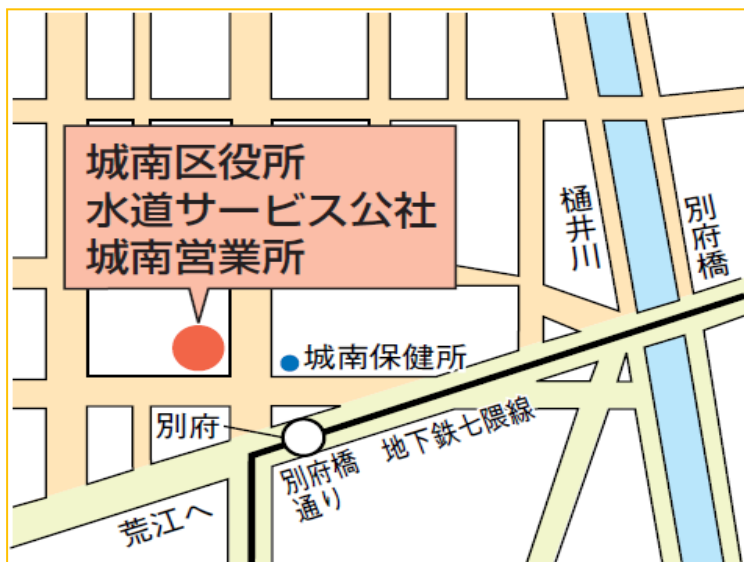 城南区役所
水道サービス公社
城南営業所
樋井川
別府橋
城南保健所
別府
別府橋
通り
地下鉄七隈線
荒江へ